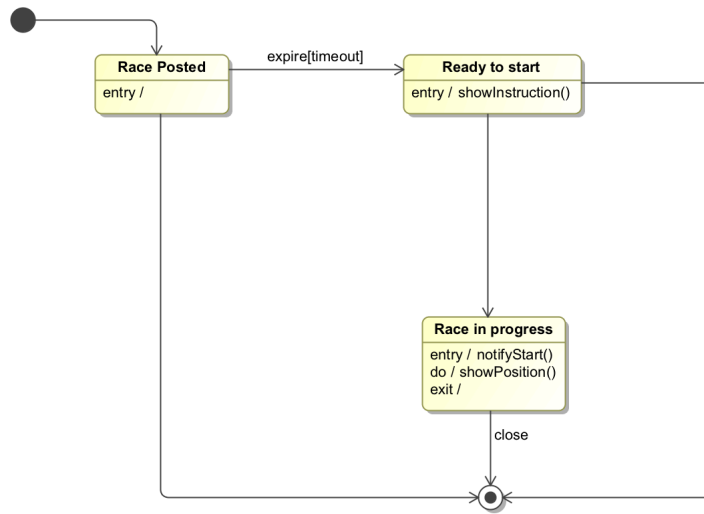 Race Posted
entry /
expire[timeout]
Ready to start
entry / showInstruction()
Race in progress
entry / notifyStart()
do / showPosition()
exit /
close